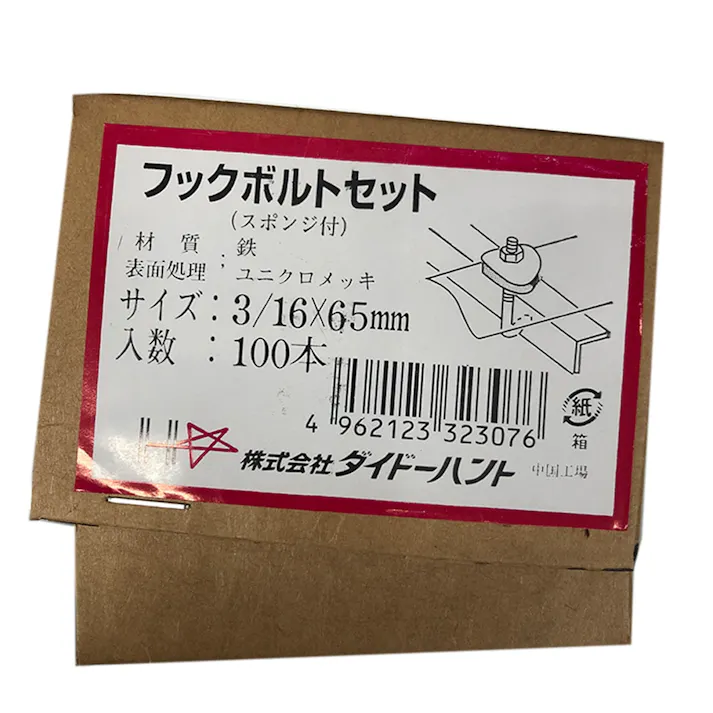 フックボルトセット
(スポンジ付)
材質:鉄
表面処理:ユニクロメッキ
サイズ:3/16×65mm
入数:100本
4 962123 323076
紙
箱
株式会社 ダイドーハント
中国工場